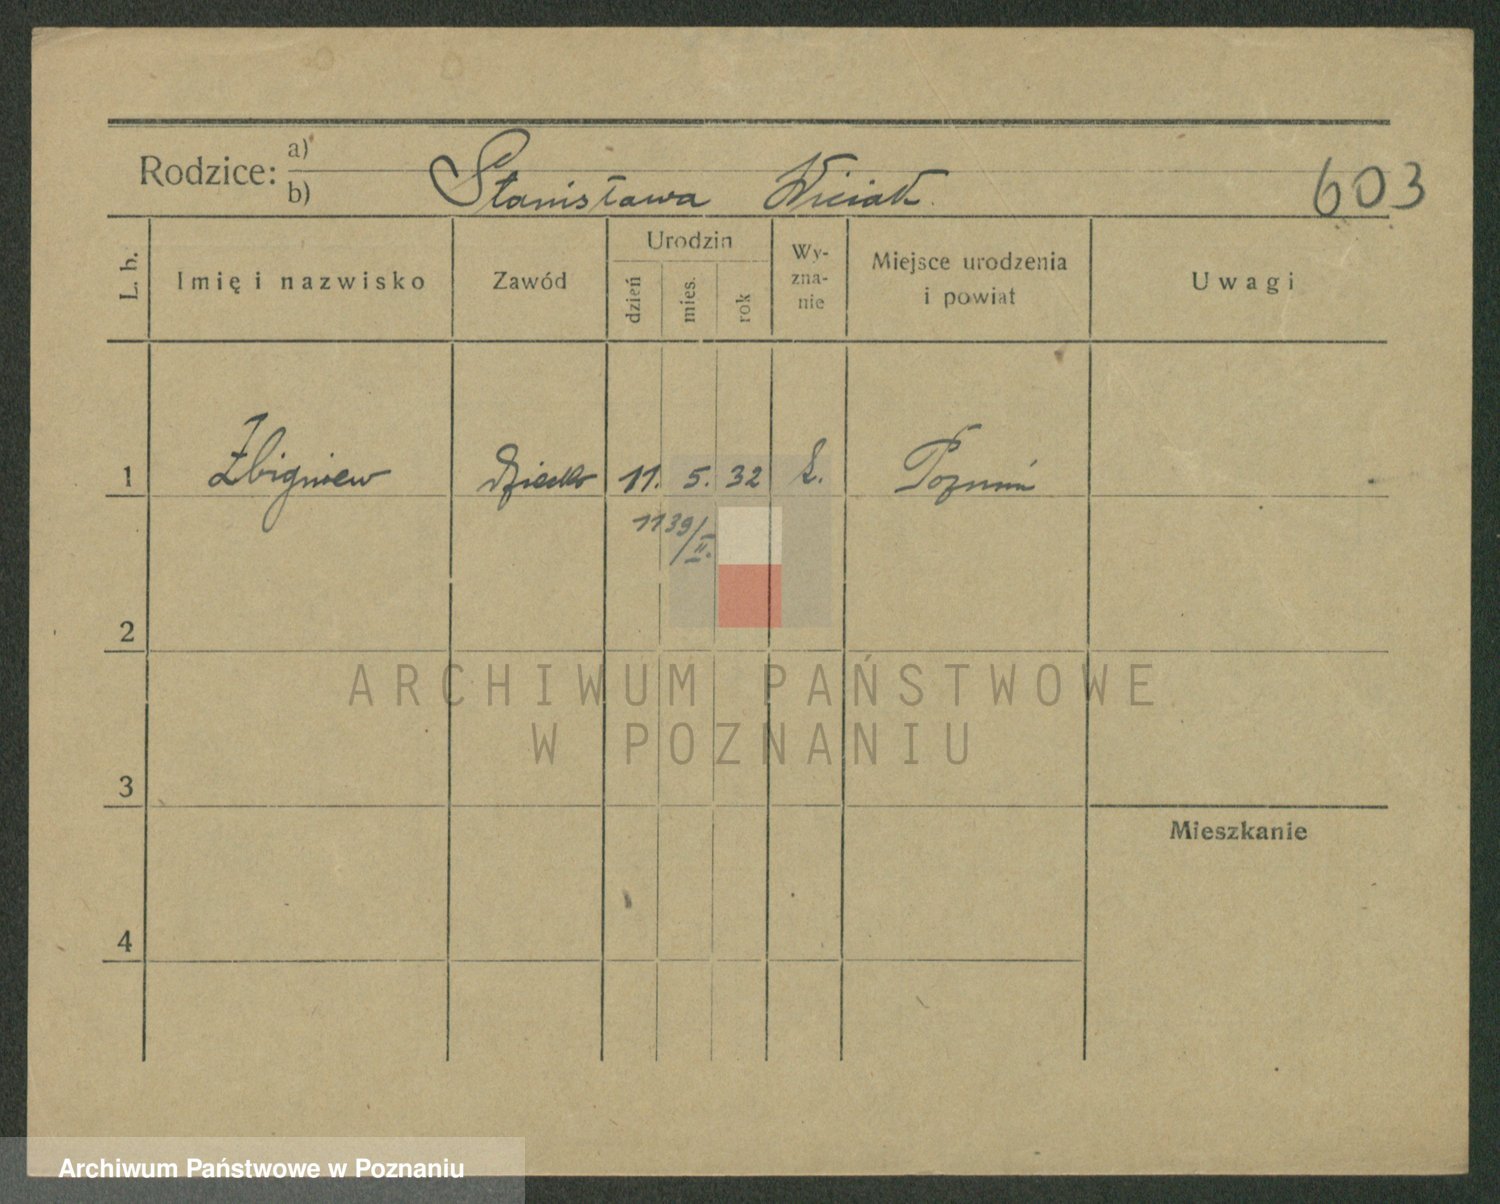 Rodzice: a)
b) Stanisława Wiciak 603
L. b.
Imię i nazwisko
Zawód
Urodzin
dzień
mies.
rok
Wy-
zna-
nie
Miejsce urodzenia
i powiat
Uwagi
1 Zbigniew dziecko 11. 5. 32 k. Poznań
1139/II.
2
ARCHIWUM PAŃSTWOWE
W POZNANIU
3
Mieszkanie
4
Archiwum Państwowe w Poznaniu